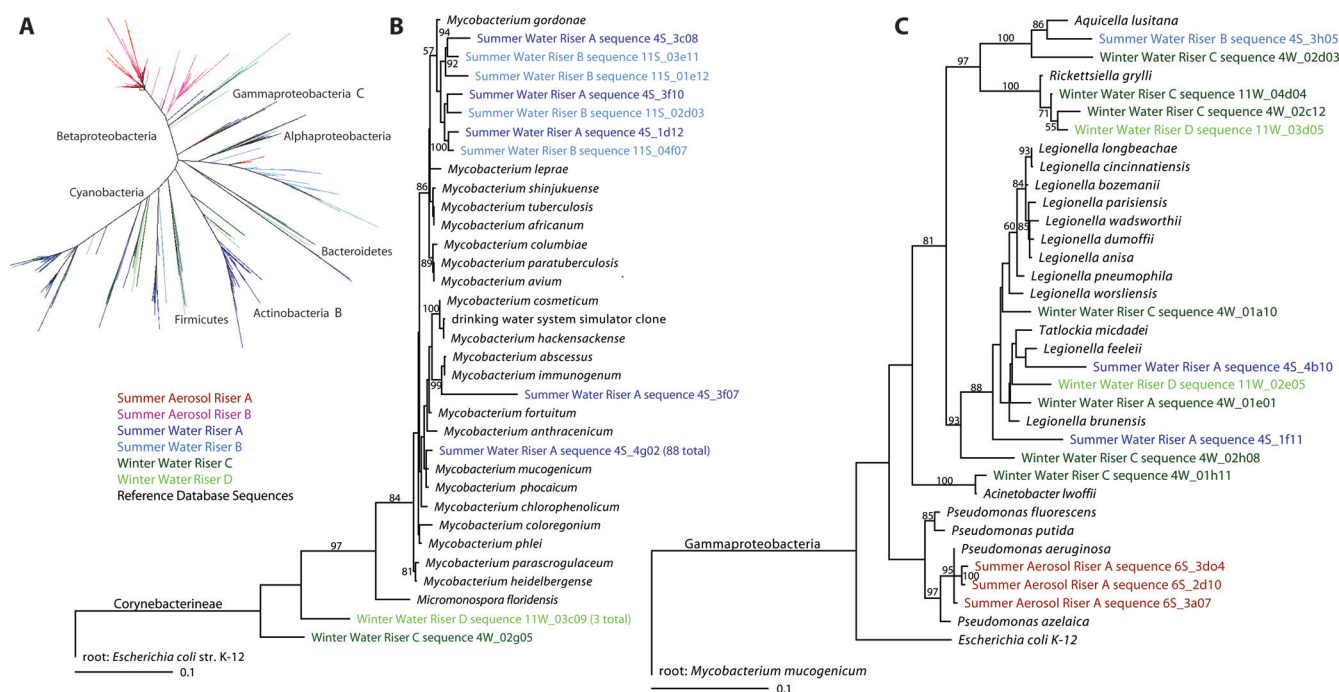 A
Gammaproteobacteria C
Betaproteobacteria
Alphaproteobacteria
Cyanobacteria
Bacteroidetes
Firmicutes
Actinobacteria B
Summer Aerosol Riser A
Summer Aerosol Riser B
Summer Water Riser A
Summer Water Riser B
Winter Water Riser C
Winter Water Riser D
Reference Database Sequences
B
Mycobacterium gordonae
94
Summer Water Riser A sequence 4S_3c08
57
Summer Water Riser B sequence 11S_03e11
92
Summer Water Riser B sequence 11S_01e12
Summer Water Riser A sequence 4S_3f10
Summer Water Riser B sequence 11S_02d03
Summer Water Riser A sequence 4S_1d12
100
Summer Water Riser B sequence 11S_04f07
Mycobacterium leprae
86
Mycobacterium shinjukuense
Mycobacterium tuberculosis
Mycobacterium africanum
Mycobacterium columbiae
89
Mycobacterium paratuberculosis
Mycobacterium avium
Mycobacterium cosmeticum
100
drinking water system simulator clone
Mycobacterium hackensackense
Mycobacterium abscessus
Mycobacterium immunogenum
99
Summer Water Riser A sequence 4S_3f07
Mycobacterium fortuitum
Mycobacterium anthracenicum
Summer Water Riser A sequence 4S_4g02 (88 total)
Mycobacterium mucogenicum
Mycobacterium phocaicum
84
Mycobacterium chlorophenolicum
Mycobacterium coloregonium
Mycobacterium phlei
97
Mycobacterium parascrogulaceum
81
Mycobacterium heidelbergense
Micromonospora floridensis
Corynebacterineae
Winter Water Riser D sequence 11W_03c09 (3 total)
Winter Water Riser C sequence 4W_02g05
root: Escherichia coli str. K-12
0.1
C
Aquicella lusitana
86
100
Summer Water Riser B sequence 4S_3h05
Winter Water Riser C sequence 4W_02d03
97
Rickettsiella grylli
100
Winter Water Riser C sequence 11W_04d04
71
Winter Water Riser C sequence 4W_02c12
55
Winter Water Riser D sequence 11W_03d05
Legionella longbeachae
93
Legionella cincinnatiensis
84
Legionella bozemanii
Legionella parisiensis
60
85
Legionella wadsworthii
81
Legionella dumoffii
Legionella anisa
Legionella pneumophila
Legionella worsliensis
Winter Water Riser C sequence 4W_01a10
Tatlockia micdadei
Legionella feeleii
Summer Water Riser A sequence 4S_4b10
88
Winter Water Riser D sequence 11W_02e05
Winter Water Riser A sequence 4W_01e01
93
Legionella brunensis
Summer Water Riser A sequence 4S_1f11
Winter Water Riser C sequence 4W_02h08
Winter Water Riser C sequence 4W_01h11
100
Acinetobacter lwoffii
85
Pseudomonas fluorescens
Pseudomonas putida
Gammaproteobacteria
Pseudomonas aeruginosa
95
100
Summer Aerosol Riser A sequence 6S_3do4
Summer Aerosol Riser A sequence 6S_2d10
97
Summer Aerosol Riser A sequence 6S_3a07
Pseudomonas azelaica
Escherichia coli K-12
root: Mycobacterium mucogenicum
0.1